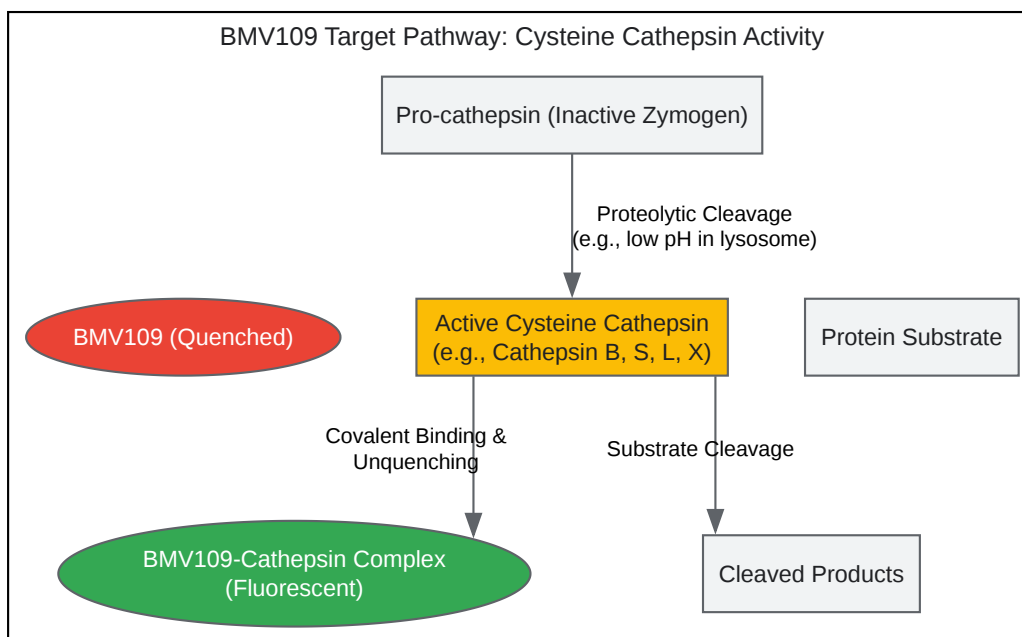 BMV109 Target Pathway: Cysteine Cathepsin Activity
Pro-cathepsin (Inactive Zymogen)
Proteolytic Cleavage
(e.g., low pH in lysosome)
BMV109 (Quenched)
Active Cysteine Cathepsin
(e.g., Cathepsin B, S, L, X)
Protein Substrate
Covalent Binding &
Unquenching
Substrate Cleavage
BMV109-Cathepsin Complex
(Fluorescent)
Cleaved Products